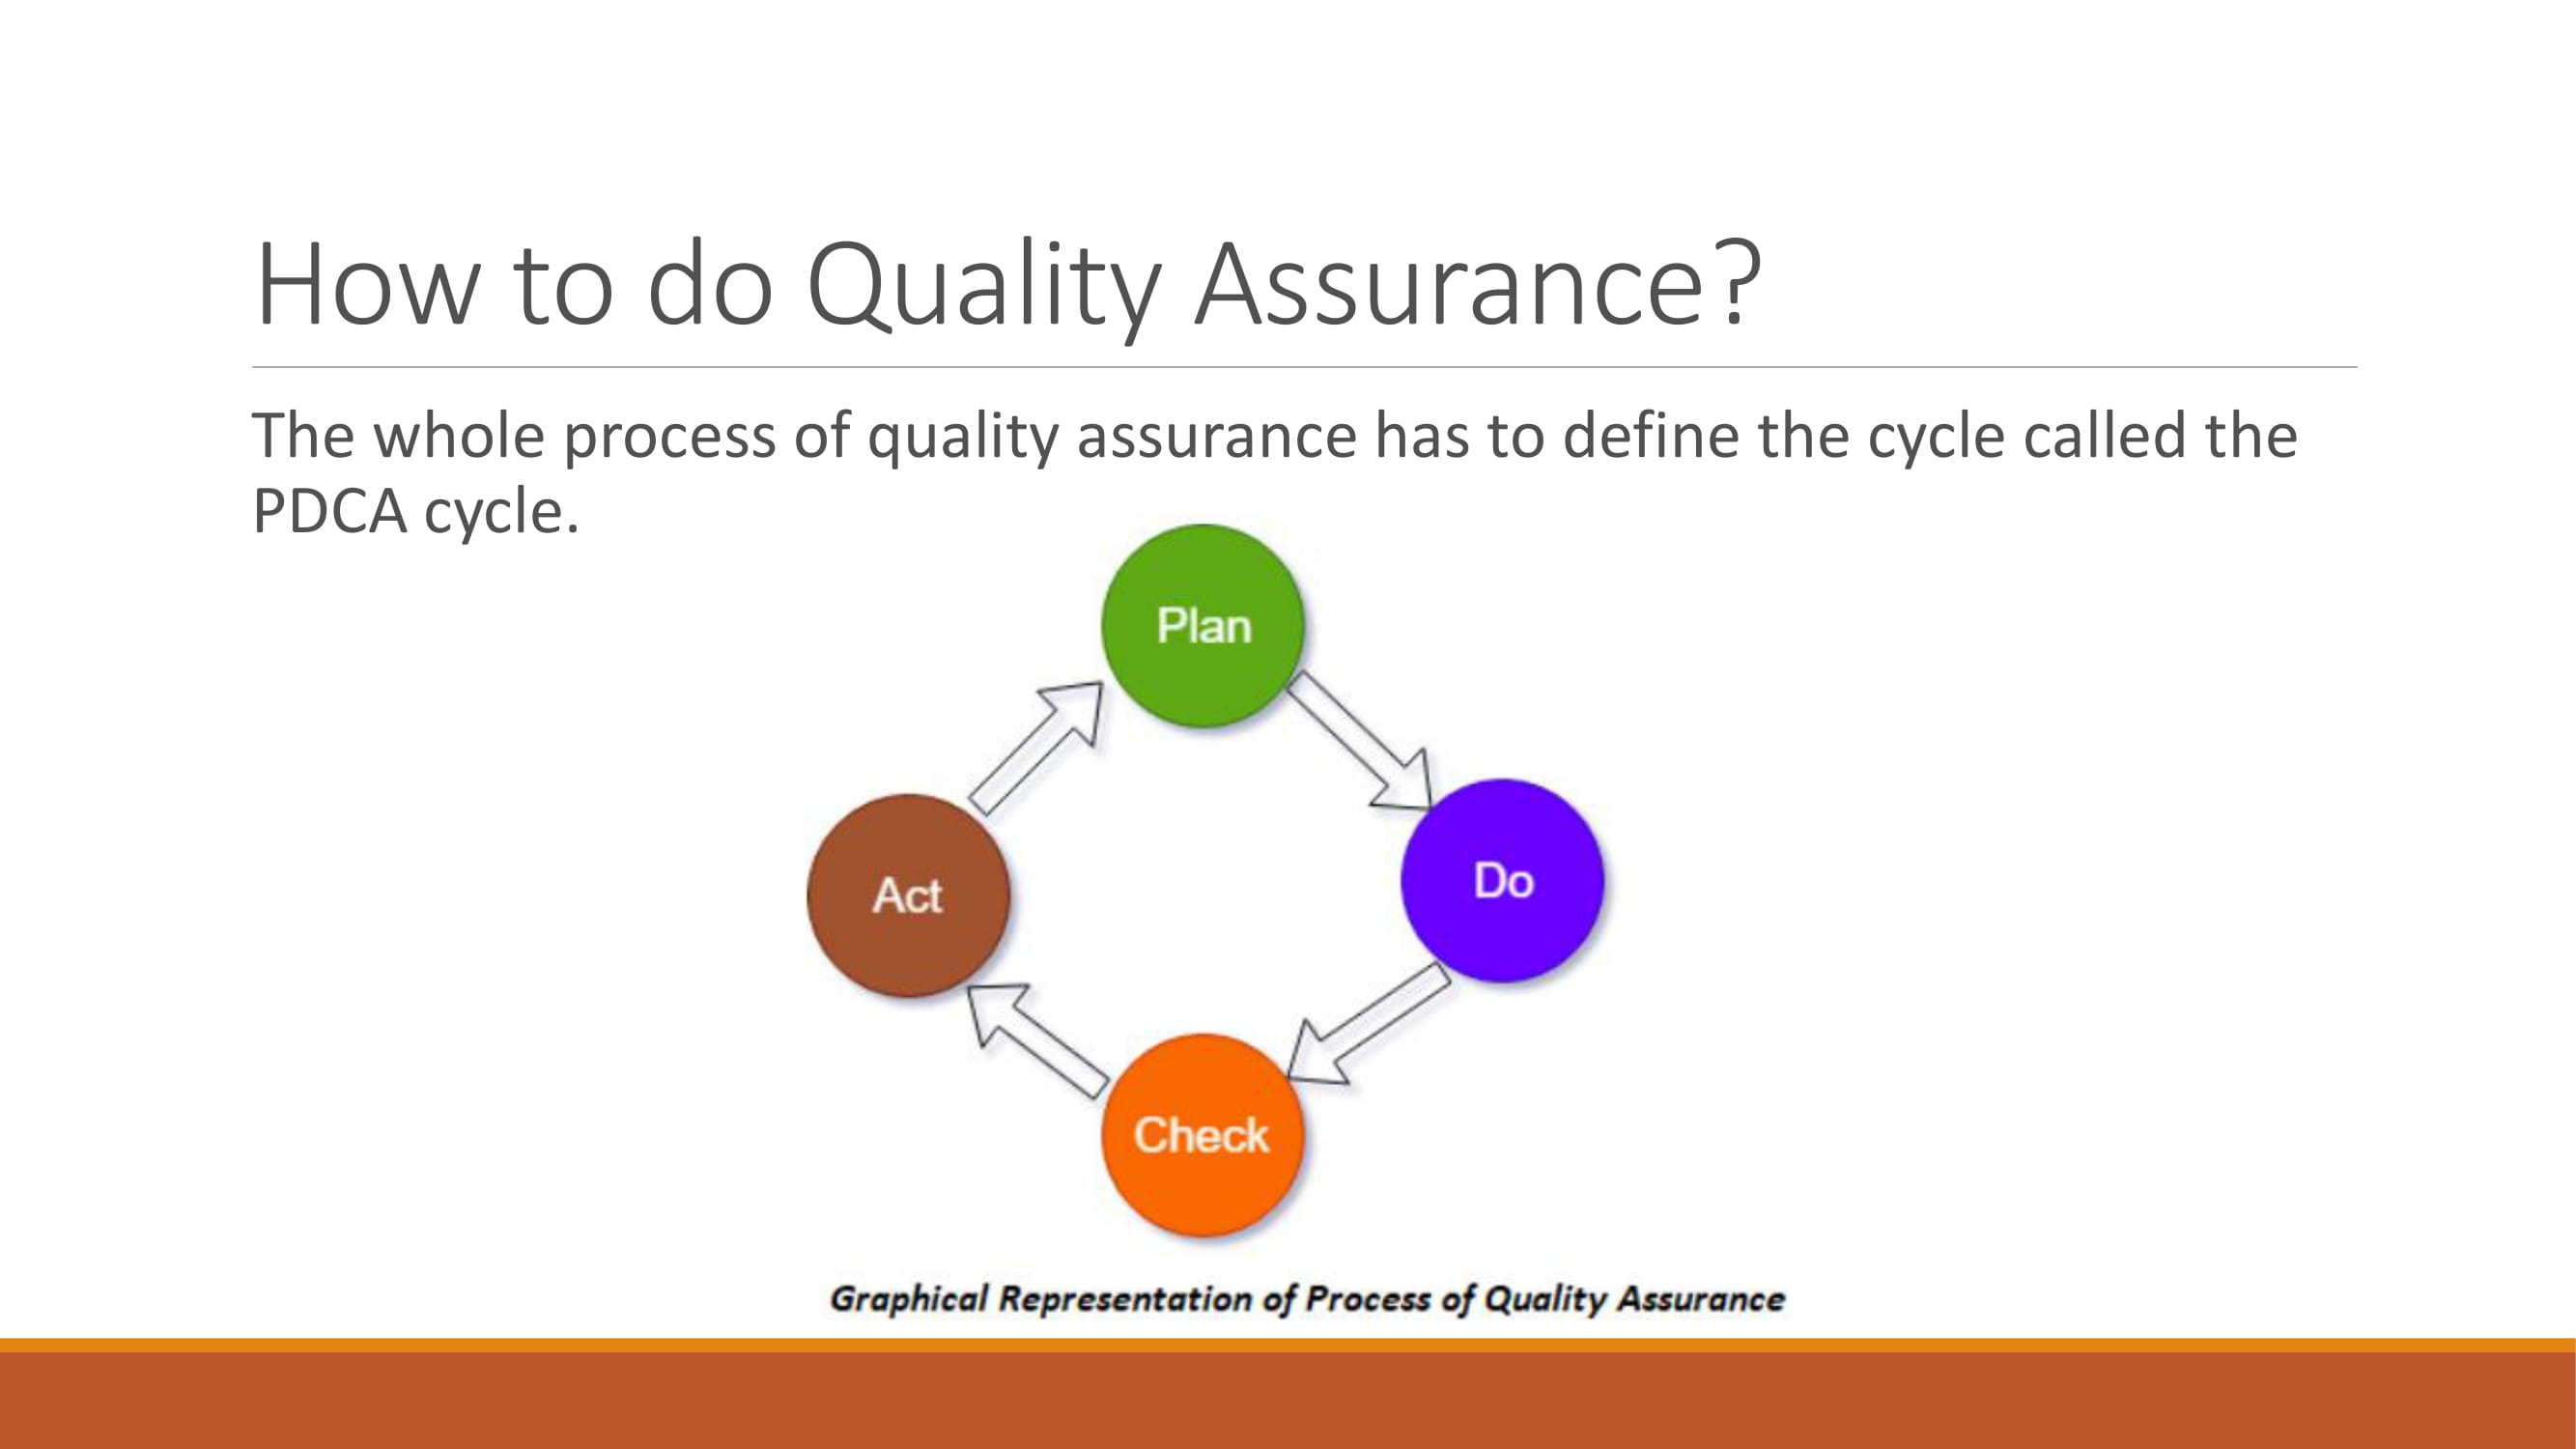 How to do Quality Assurance?
The whole process of quality assurance has to define the cycle called the
PDCA cycle.
Plan
Do
Check
Act
Graphical Representation of Process of Quality Assurance